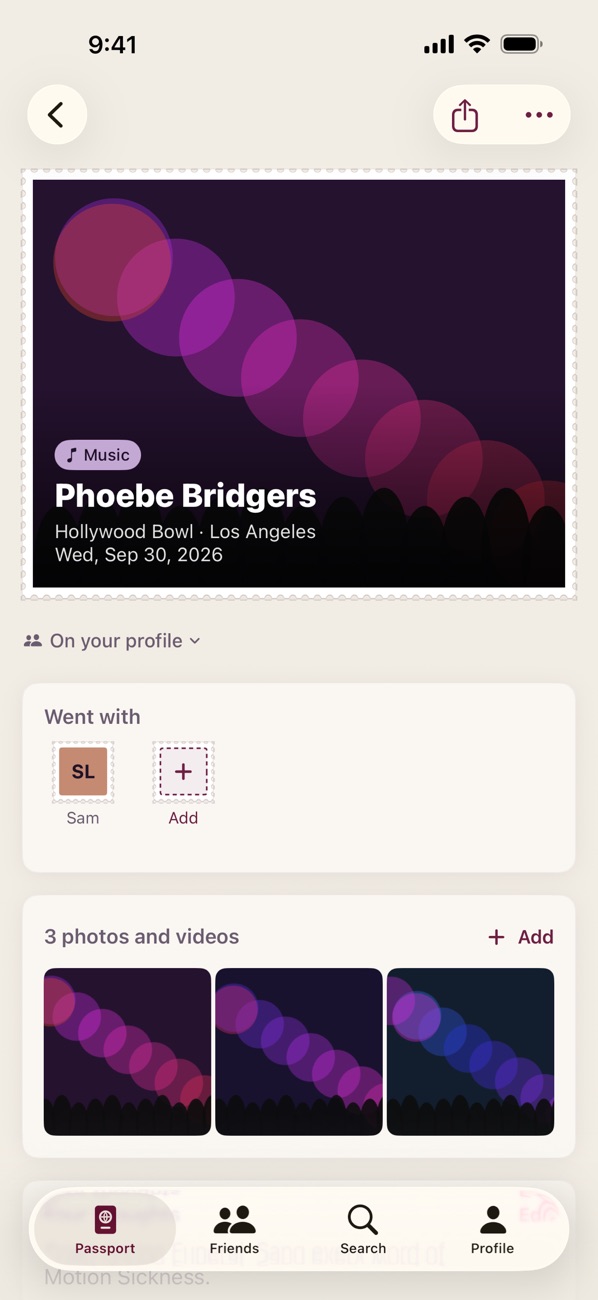 9:41
Music
Phoebe Bridgers
Hollywood Bowl · Los Angeles
Wed, Sep 30, 2026
On your profile
Went with
SL
Sam
Add
3 photos and videos
Add
Passport
Friends
Search
Profile
Motion Sickness.